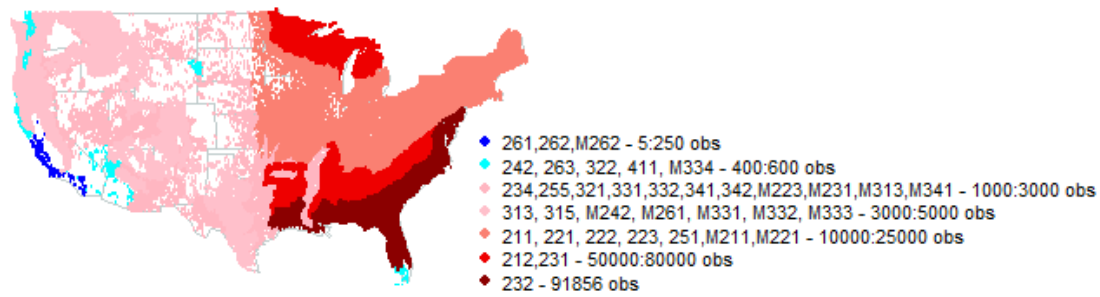 261,262,M262 - 5:250 obs
242, 263, 322, 411, M334 - 400:600 obs
234,255,321,331,332,341,342,M223,M231,M313,M341 - 1000:3000 obs
313, 315, M242, M261, M331, M332, M333 - 3000:5000 obs
211, 221, 222, 223, 251,M211,M221 - 10000:25000 obs
212,231 - 50000:80000 obs
232 - 91856 obs